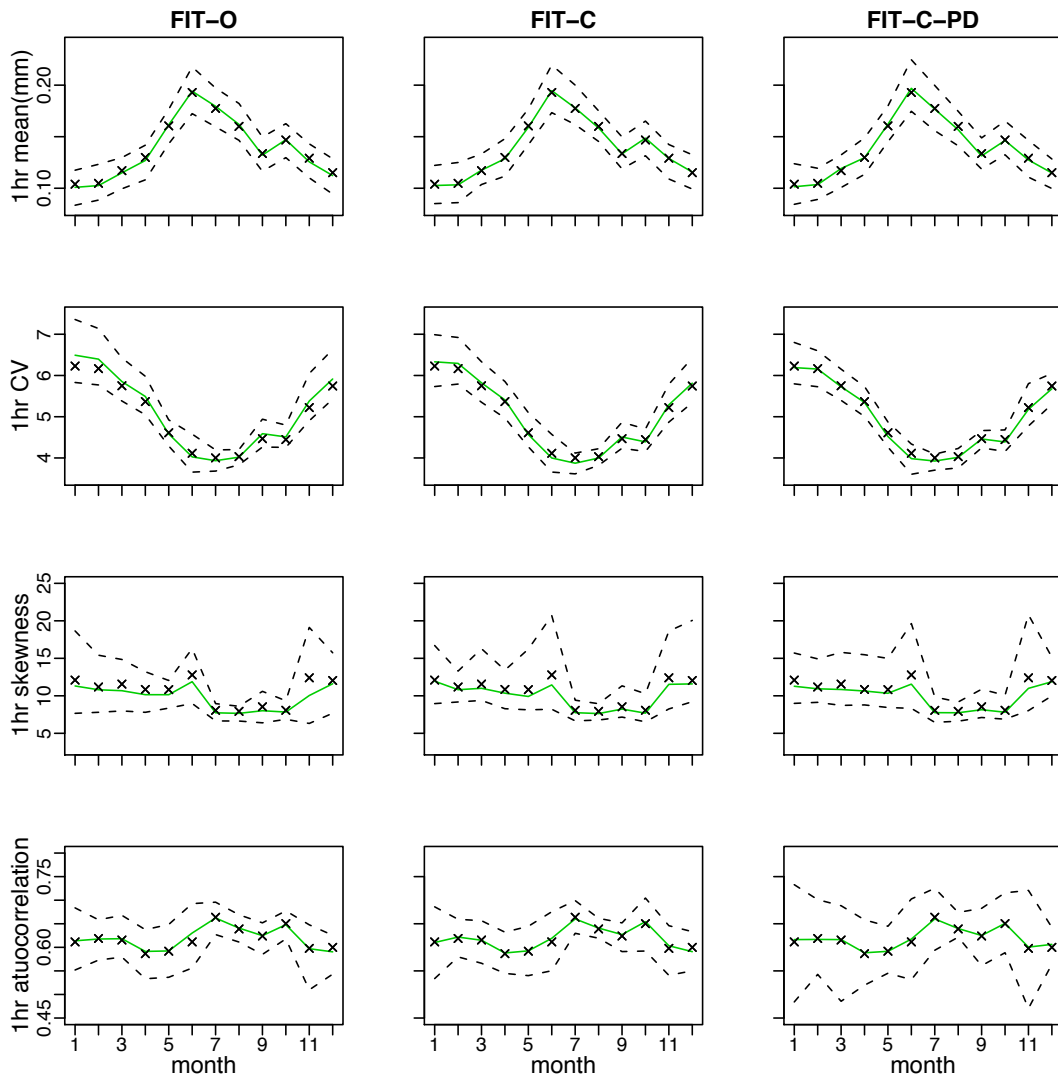 FIT−O FIT−C FIT−C−PD
1hr mean(mm)
0.20
0.10
1hr CV
7
6
5
4
1hr skewness
25
20
15
10
5
1hr atuocorrelation
0.75
0.60
0.45
1 3 5 7 9 11 1 3 5 7 9 11 1 3 5 7 9 11
month month month